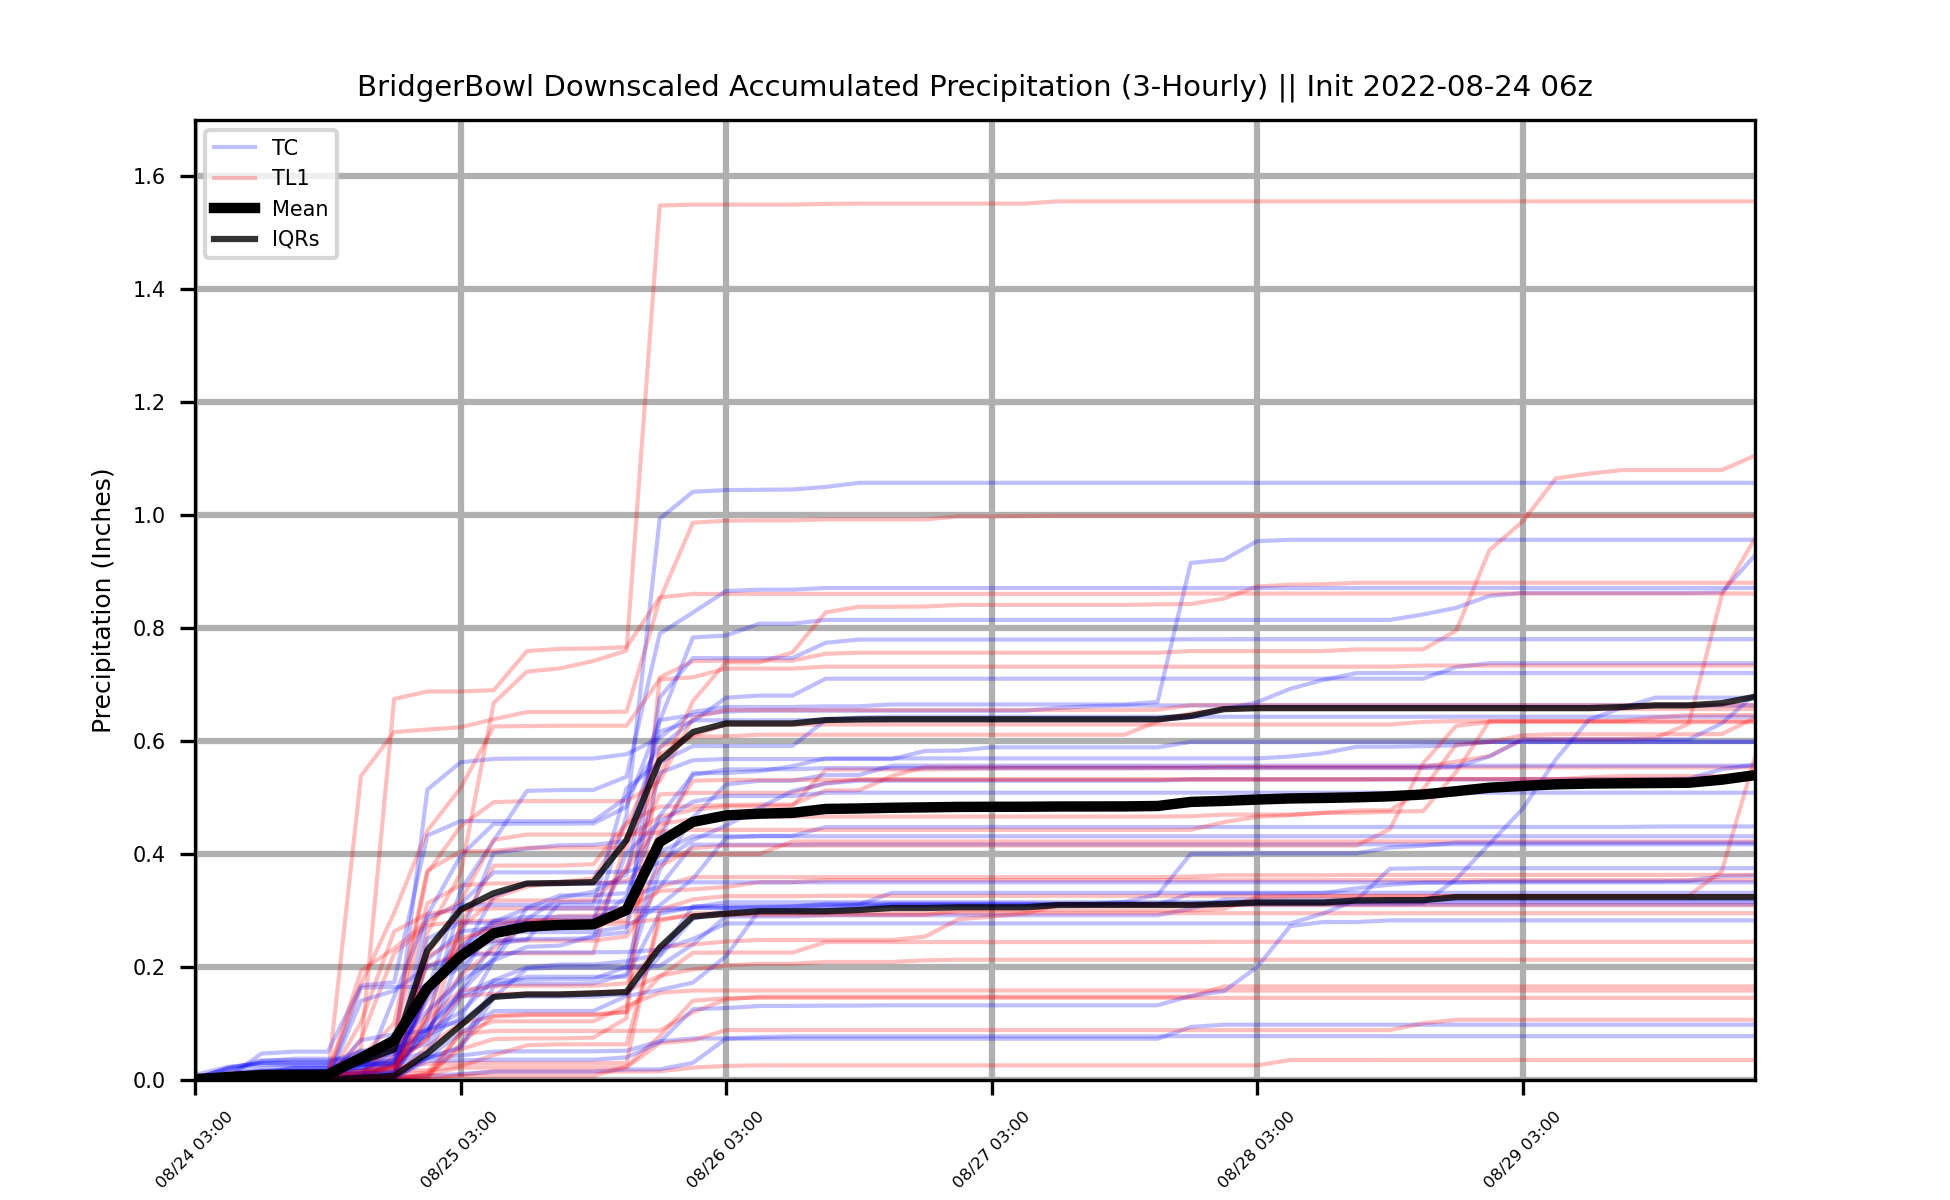 BridgerBowl Downscaled Accumulated Precipitation (3-Hourly) || Init 2022-08-24 06z
TC
TL1
Mean
IQRs
Precipitation (Inches)
1.6
1.4
1.2
1.0
0.8
0.6
0.4
0.2
0.0
08/24 03:00
08/25 03:00
08/26 03:00
08/27 03:00
08/28 03:00
08/29 03:00